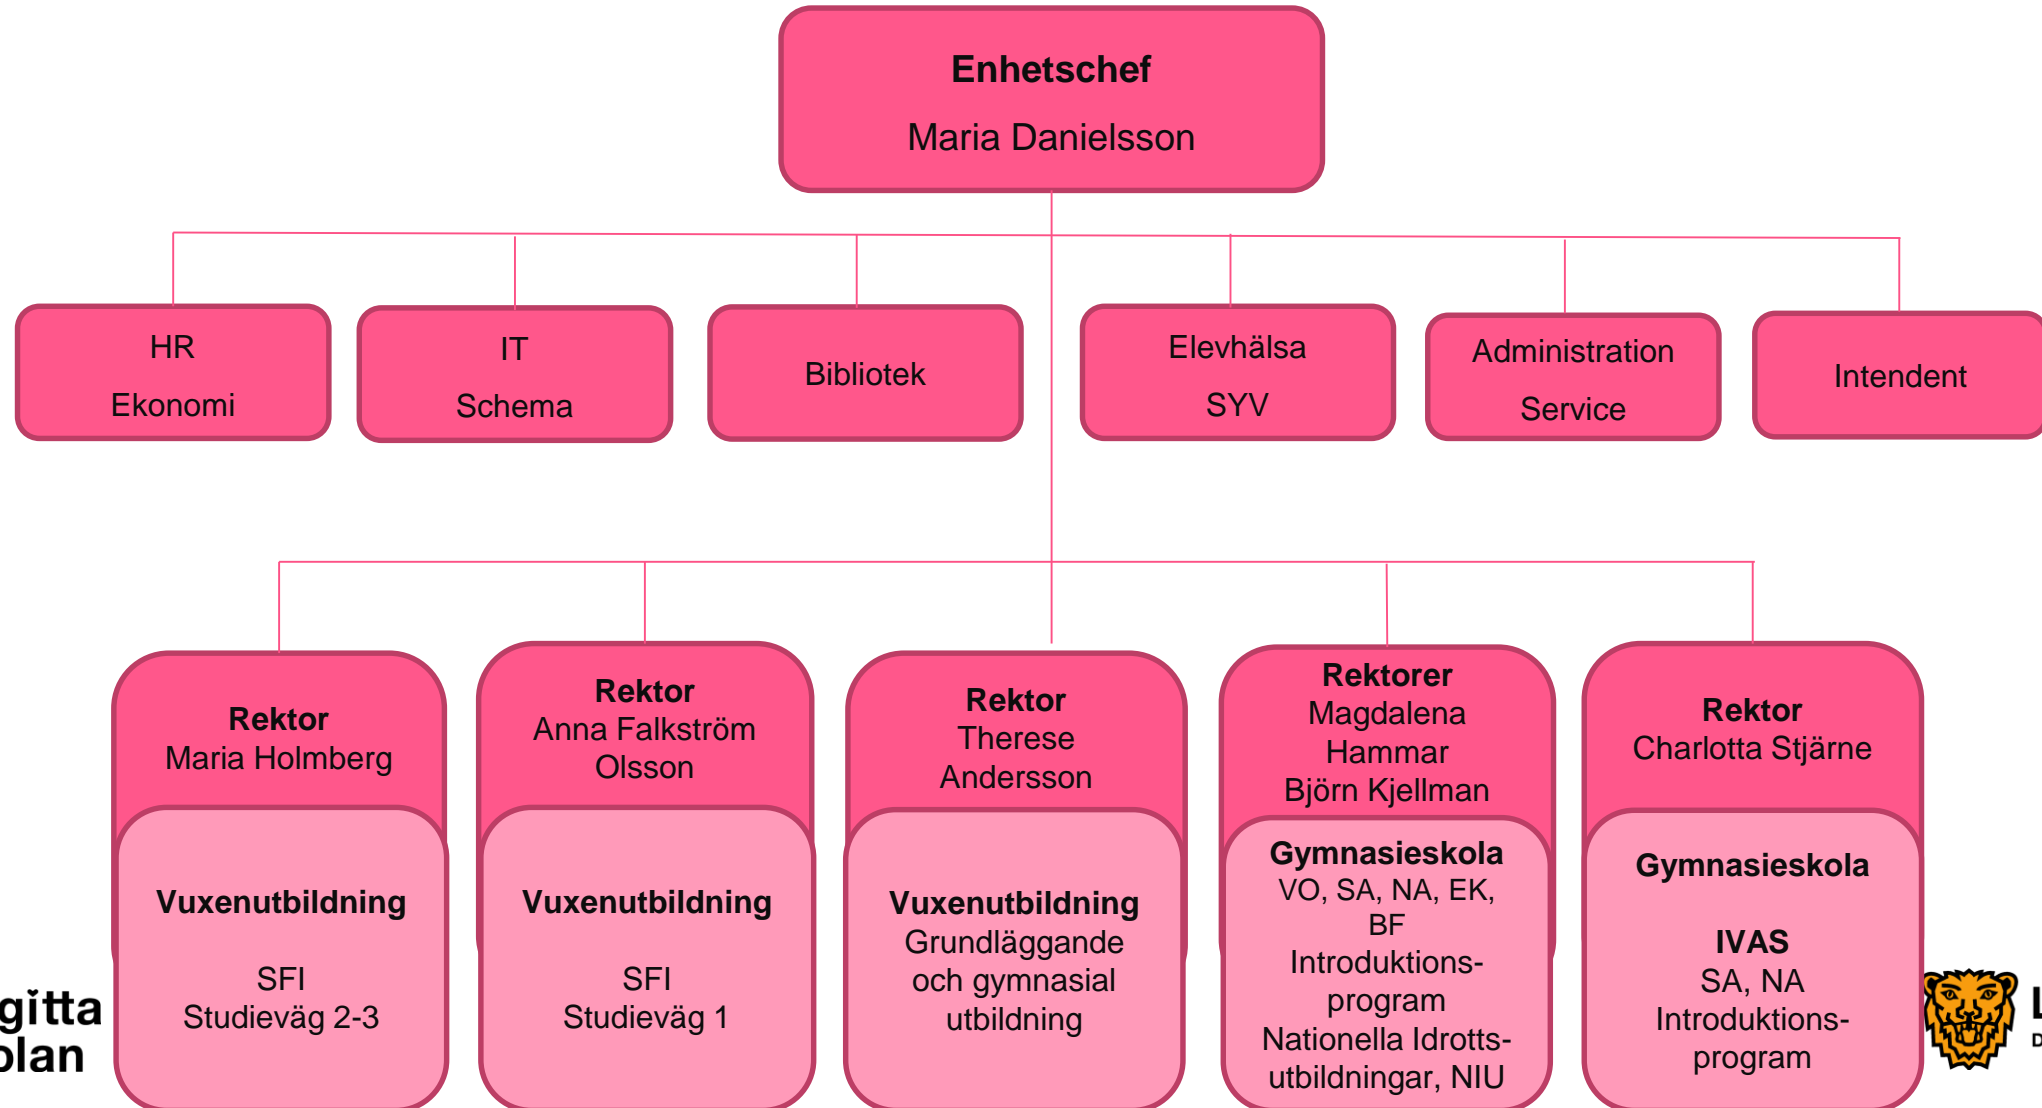 Enhetschef
Maria Danielsson
HR
Ekonomi
IT
Schema
Bibliotek
Elevhälsa
SYV
Administration
Service
Intendent
Rektor
Maria Holmberg
Vuxenutbildning
SFI
Studieväg 2-3
Rektor
Anna Falkström
Olsson
Vuxenutbildning
SFI
Studieväg 1
Rektor
Therese
Andersson
Vuxenutbildning
Grundläggande
och gymnasial
utbildning
Rektorer
Magdalena
Hammar
Björn Kjellman
Gymnasieskola
VO, SA, NA, EK,
BF
Introduktions-
program
Nationella Idrotts-
utbildningar, NIU
Rektor
Charlotta Stjärne
Gymnasieskola
IVAS
SA, NA
Introduktions-
program